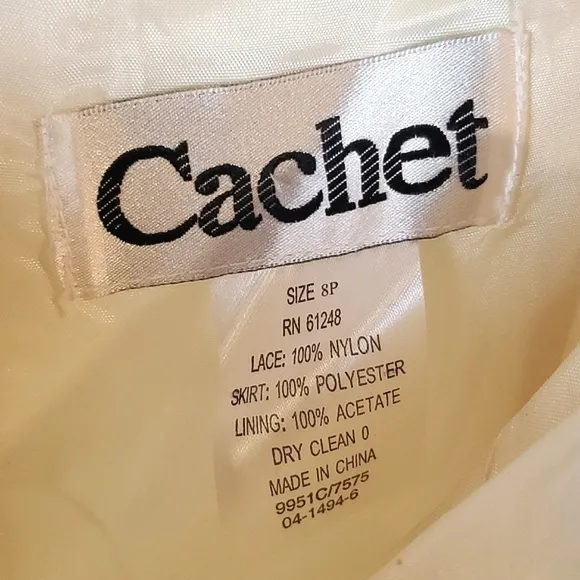 Cachet
SIZE 8P
RN 61248
LACE: 100% NYLON
SKIRT: 100% POLYESTER
LINING: 100% ACETATE
DRY CLEAN 0
MADE IN CHINA
9951C/7575
04-1494-6